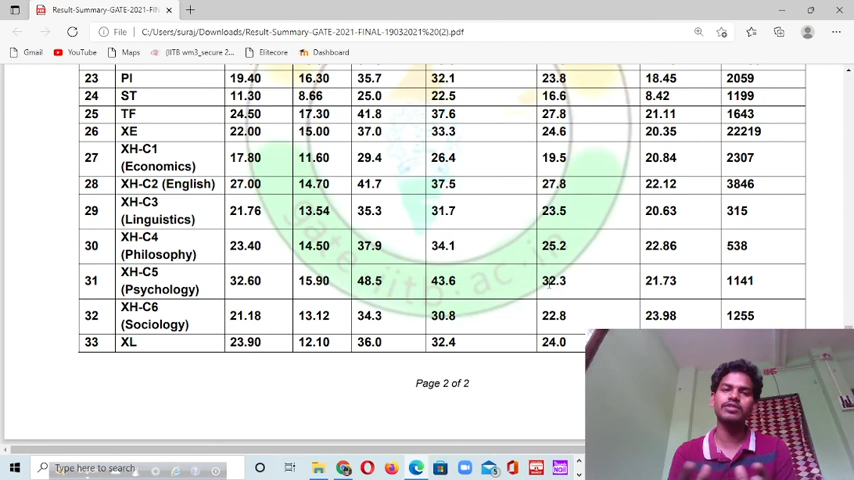 Result-Summary-GATE-2021-FINAL
File C:/Users/suraj/Downloads/Result-Summary-GATE-2021-FINAL-19032021%20(2).pdf
Gmail YouTube Maps (IITB wm3_secure 2... Elitecore Dashboard
23 PI 19.40 16.30 35.7 32.1 23.8 18.45 2059
24 ST 11.30 8.66 25.0 22.5 16.6 8.42 1199
25 TF 24.50 17.30 41.8 37.6 27.8 21.11 1643
26 XE 22.00 15.00 37.0 33.3 24.6 20.35 22219
27 XH-C1 (Economics) 17.80 11.60 29.4 26.4 19.5 20.84 2307
28 XH-C2 (English) 27.00 14.70 41.7 37.5 27.8 22.12 3846
29 XH-C3 (Linguistics) 21.76 13.54 35.3 31.7 23.5 20.63 315
30 XH-C4 (Philosophy) 23.40 14.50 37.9 34.1 25.2 22.86 538
31 XH-C5 (Psychology) 32.60 15.90 48.5 43.6 32.3 21.73 1141
32 XH-C6 (Sociology) 21.18 13.12 34.3 30.8 22.8 23.98 1255
33 XL 23.90 12.10 36.0 32.4 24.0
gate.iitb.ac.in
Page 2 of 2
Type here to search